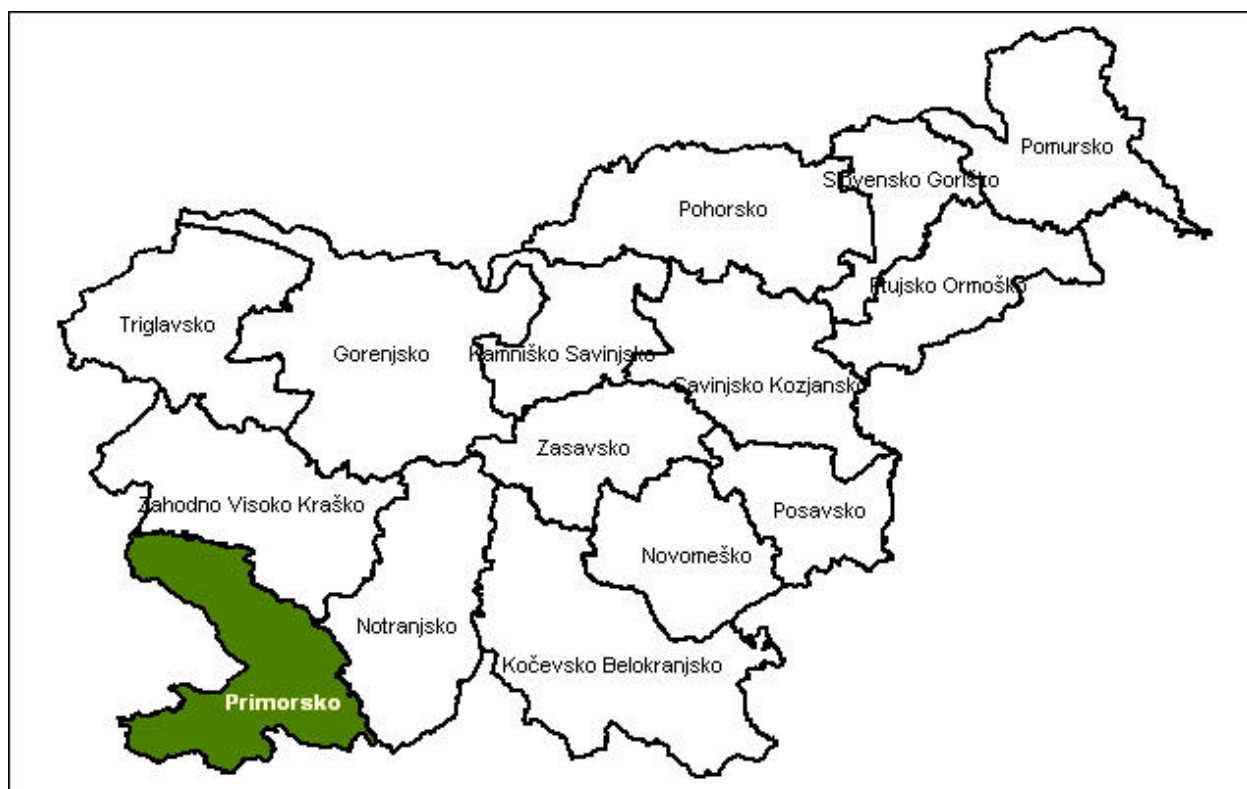 Pomursko
Slovensko Goriško
Pohorsko
Ptujsko Ormoško
Triglavsko
Gorenjsko
Kamniško Savinjsko
Savinjsko Kozjansko
Zasavsko
Zahodno Visoko Kraško
Posavsko
Novomeško
Notranjsko
Kočevsko Belokranjsko
Primorsko